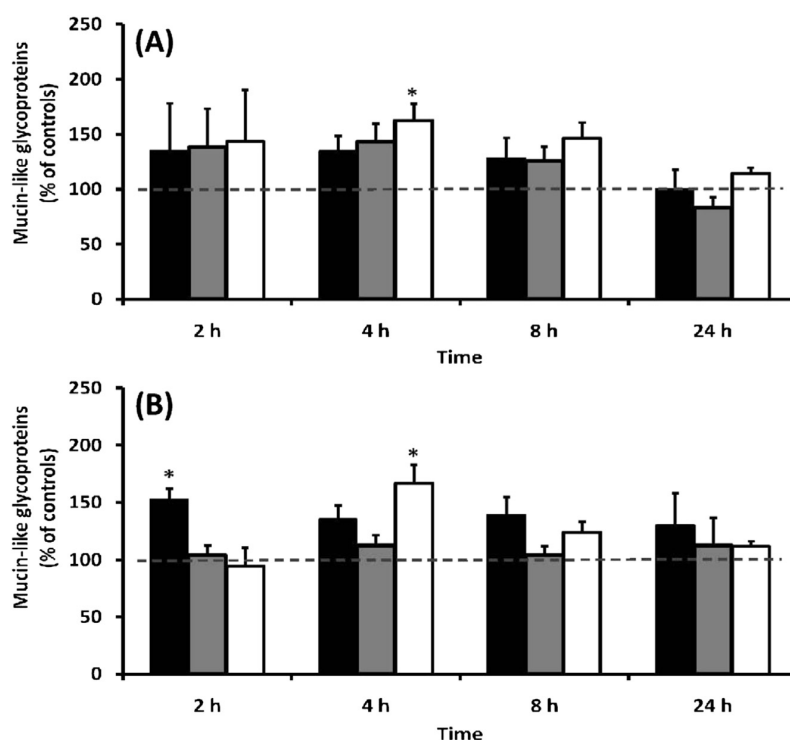 (A)
Mucin-like glycoproteins
(% of controls)
250
200
150
100
50
0
*
2 h
4 h
8 h
24 h
Time
(B)
Mucin-like glycoproteins
(% of controls)
250
200
150
100
50
0
*
*
2 h
4 h
8 h
24 h
Time